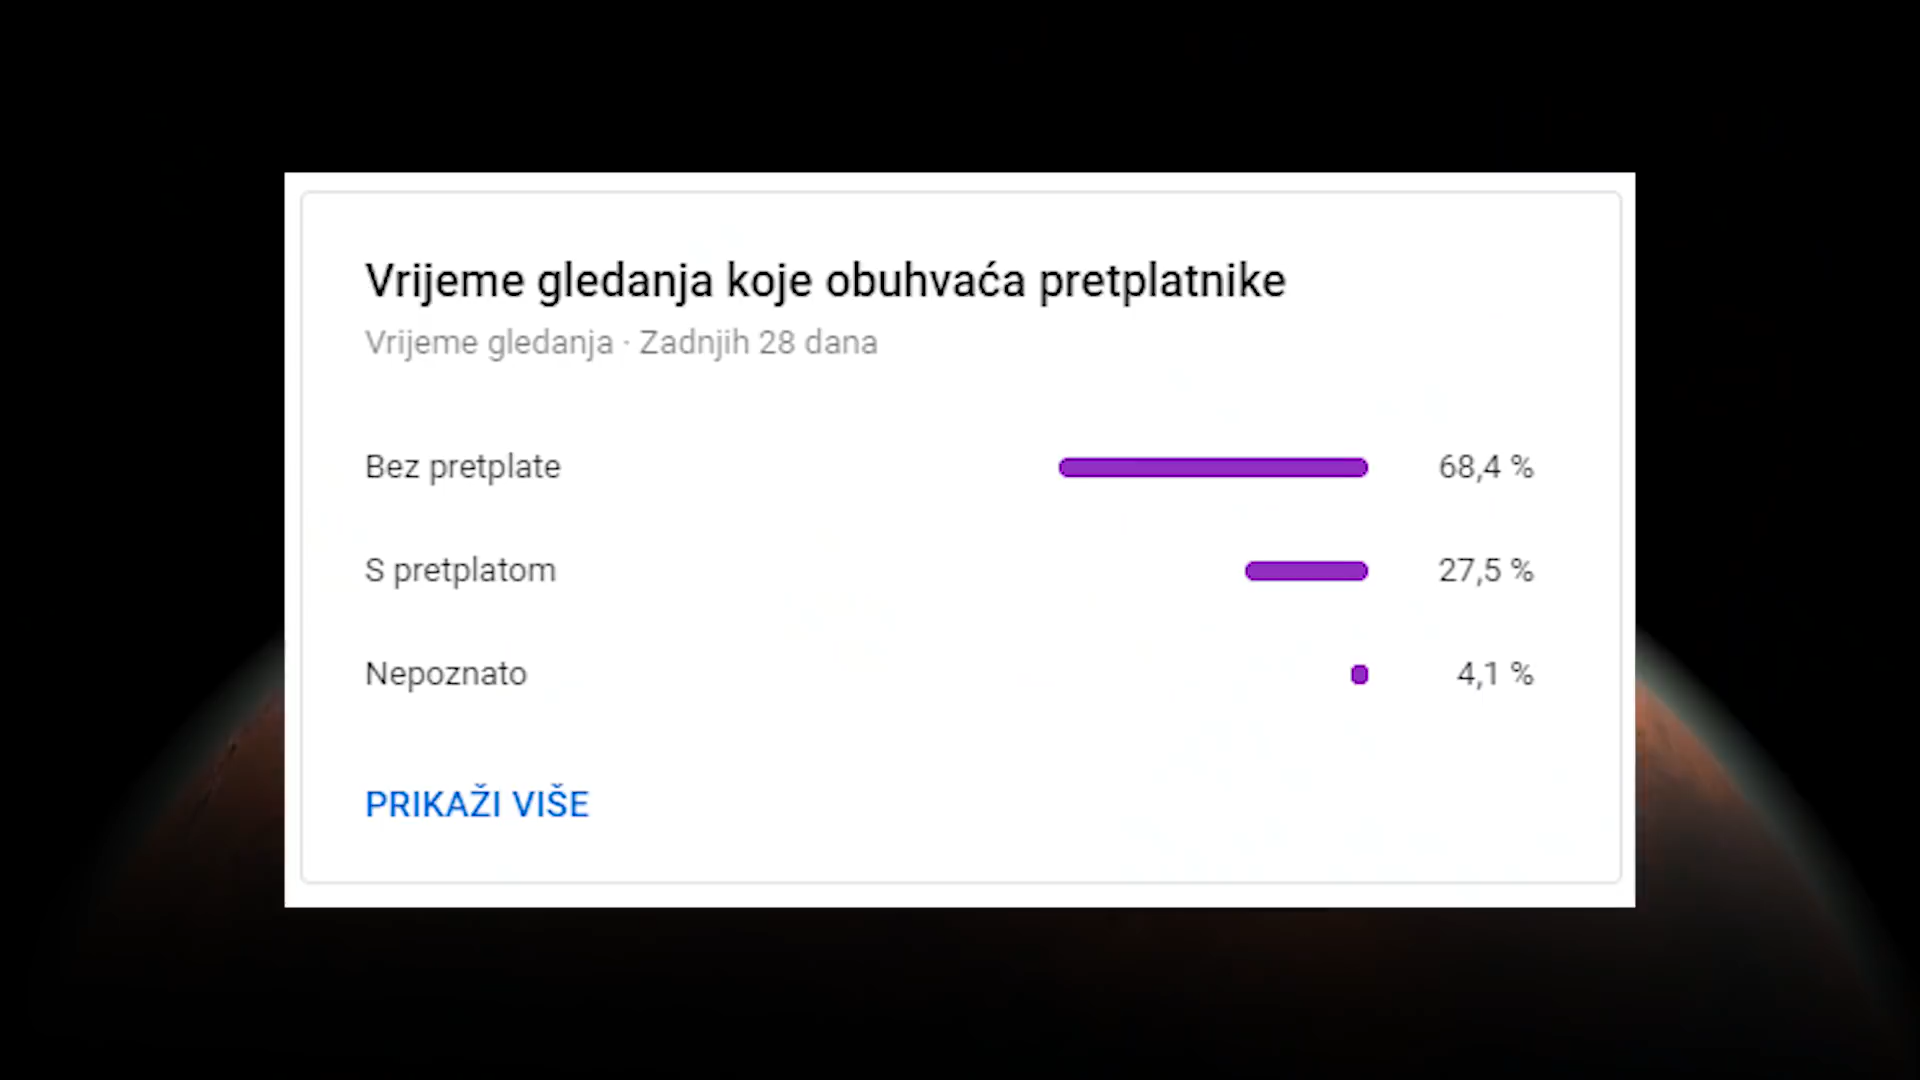 Vrijeme gledanja koje obuhvaća pretplatnike
Vrijeme gledanja · Zadnjih 28 dana
Bez pretplate 68,4 %
S pretplatom 27,5 %
Nepoznato 4,1 %
PRIKAŽI VIŠE